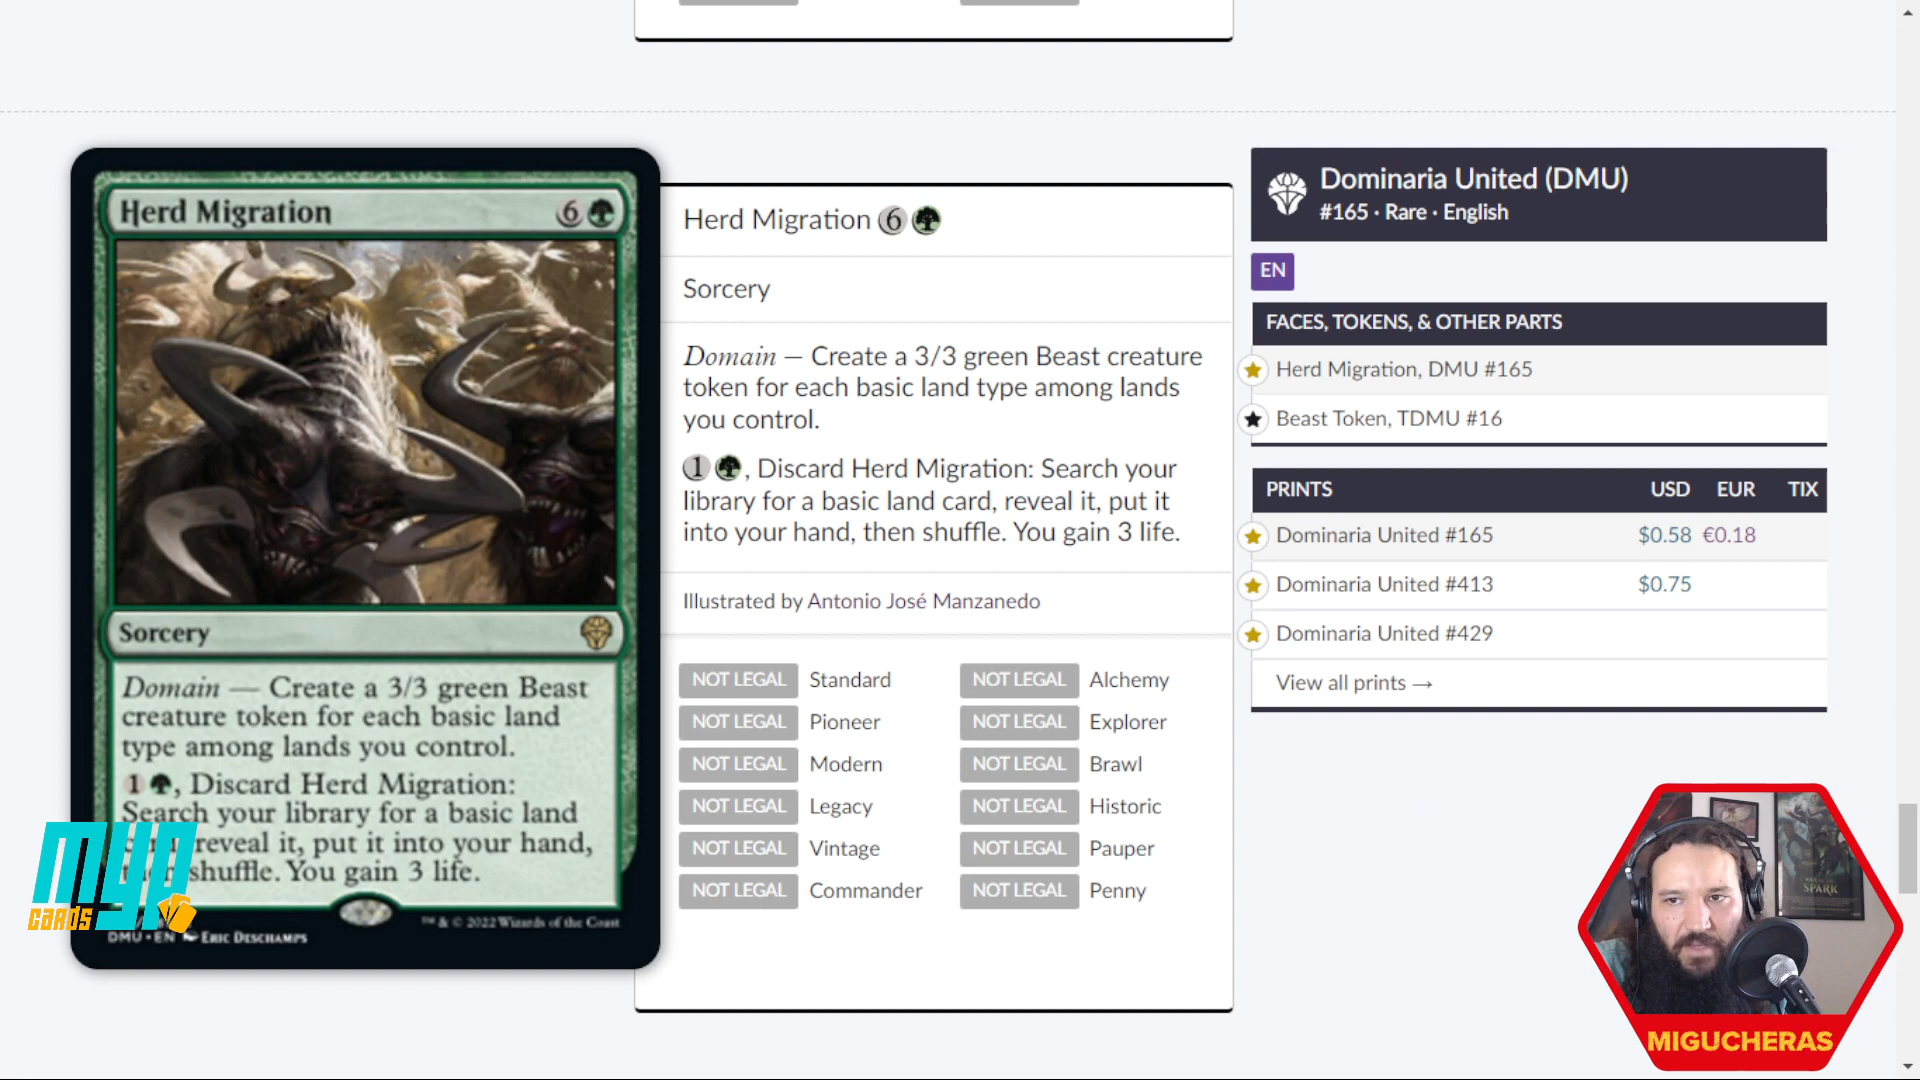 Herd Migration 6
Domain — Create a 3/3 green Beast
creature token for each basic land
type among lands you control.
1 , Discard Herd Migration:
Search your library for a basic land
reveal it, put it into your hand,
shuffle. You gain 3 life.
Sorcery
™ & © 2022 Wizards of the Coast
DMU • EN Eric Deschamps
MYP
CARDS
Herd Migration 6
Sorcery
Domain — Create a 3/3 green Beast creature
token for each basic land type among lands
you control.
1 , Discard Herd Migration: Search your
library for a basic land card, reveal it, put it
into your hand, then shuffle. You gain 3 life.
Illustrated by Antonio José Manzanedo
NOT LEGAL Standard NOT LEGAL Alchemy
NOT LEGAL Pioneer NOT LEGAL Explorer
NOT LEGAL Modern NOT LEGAL Brawl
NOT LEGAL Legacy NOT LEGAL Historic
NOT LEGAL Vintage NOT LEGAL Pauper
NOT LEGAL Commander NOT LEGAL Penny
Dominaria United (DMU)
#165 · Rare · English
EN
FACES, TOKENS, & OTHER PARTS
Herd Migration, DMU #165
Beast Token, TDMU #16
PRINTS USD EUR TIX
Dominaria United #165 $0.58 €0.18
Dominaria United #413 $0.75
Dominaria United #429
View all prints →
SPARK
MIGUCHERAS